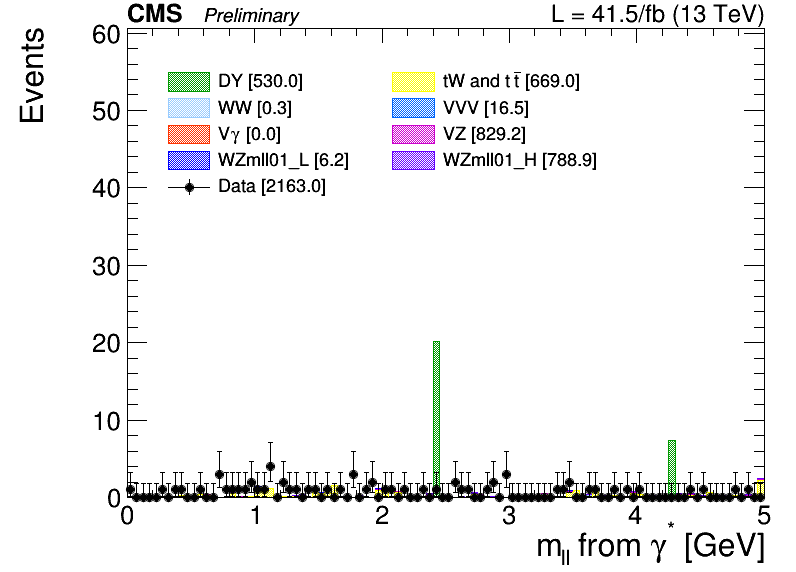 CMS Preliminary L = 41.5/fb (13 TeV)
Events
60
50
40
30
20
10
0
DY [530.0] tW and tt̅ [669.0]
WW [0.3] VVV [16.5]
Vγ [0.0] VZ [829.2]
WZmll01_L [6.2] WZmll01_H [788.9]
Data [2163.0]
0 1 2 3 4 5
m_ll from γ* [GeV]